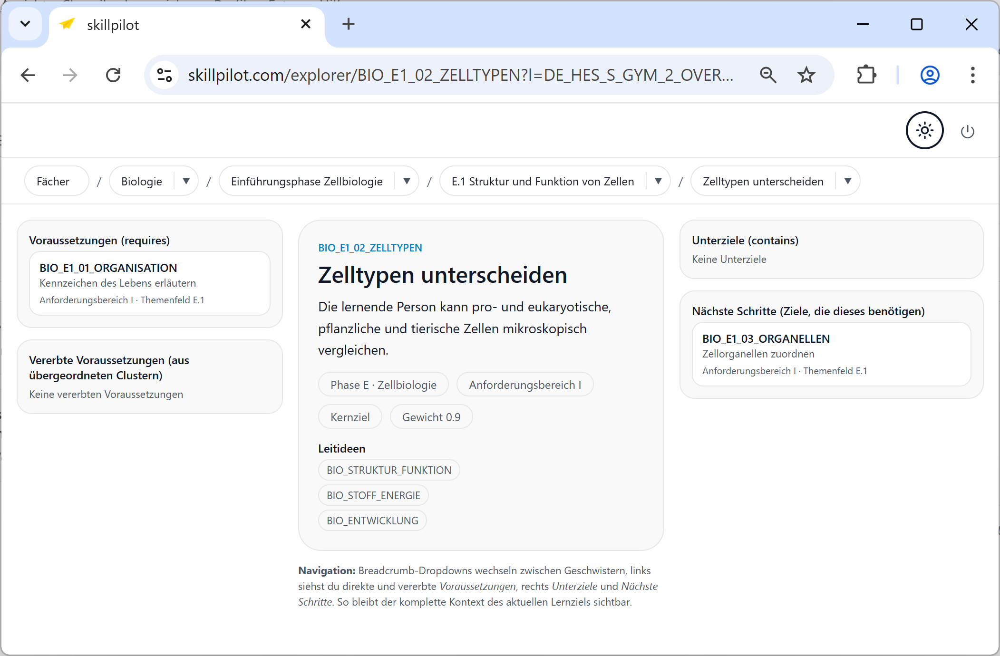 skillpilot
skillpilot.com/explorer/BIO_E1_02_ZELLTYPEN?l=DE_HES_S_GYM_2_OVER...
Fächer / Biologie ▼ / Einführungsphase Zellbiologie ▼ / E.1 Struktur und Funktion von Zellen ▼ / Zelltypen unterscheiden ▼
Voraussetzungen (requires)
BIO_E1_01_ORGANISATION
Kennzeichen des Lebens erläutern
Anforderungsbereich I · Themenfeld E.1
Vererbte Voraussetzungen (aus
übergeordneten Clustern)
Keine vererbten Voraussetzungen
BIO_E1_02_ZELLTYPEN
Zelltypen unterscheiden
Die lernende Person kann pro- und eukaryotische,
pflanzliche und tierische Zellen mikroskopisch
vergleichen.
Phase E · Zellbiologie
Anforderungsbereich I
Kernziel
Gewicht 0.9
Leitideen
BIO_STRUKTUR_FUNKTION
BIO_STOFF_ENERGIE
BIO_ENTWICKLUNG
Navigation: Breadcrumb-Dropdowns wechseln zwischen Geschwistern, links
siehst du direkte und vererbte Voraussetzungen, rechts Unterziele und Nächste
Schritte. So bleibt der komplette Kontext des aktuellen Lernziels sichtbar.
Unterziele (contains)
Keine Unterziele
Nächste Schritte (Ziele, die dieses benötigen)
BIO_E1_03_ORGANELLEN
Zellorganellen zuordnen
Anforderungsbereich I · Themenfeld E.1